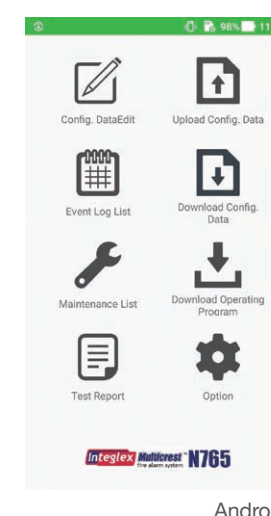 98% 11
Config. DataEdit Upload Config. Data
Event Log List Download Config.
Data
Maintenance List Download Operating
Program
Test Report Option
Integlex Multicrest™ N765
fire alarm system
Andro